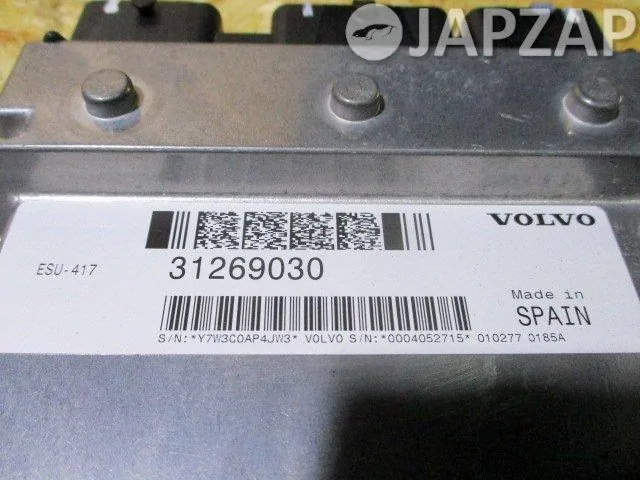 JAPZAP
VOLVO
ESU-417
31269030
Made in
SPAIN
S/N:*Y7W3C0AP4JW3* VOLVO S/N:*0004052715* 010277 0185A